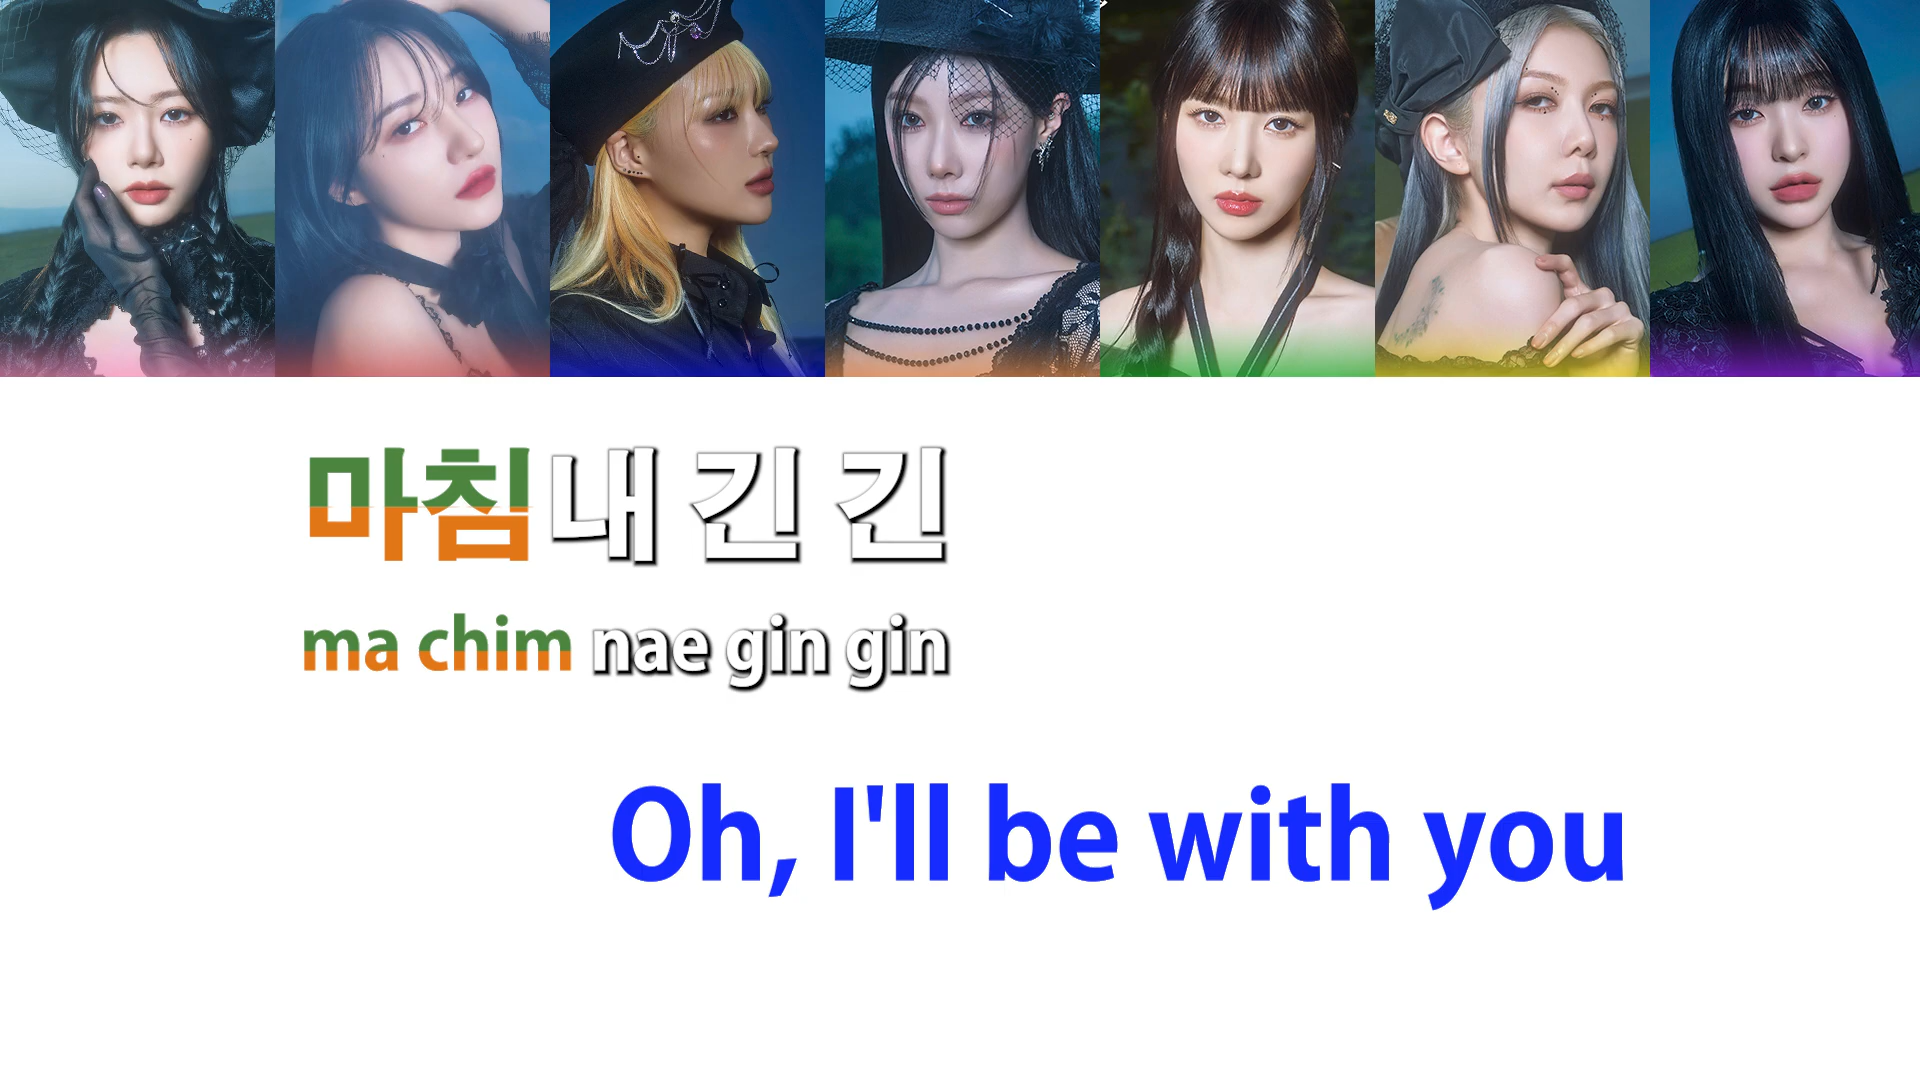 마침내 긴 긴
ma chim nae gin gin
Oh, I'll be with you